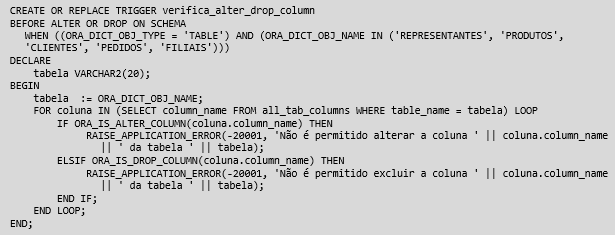 CREATE OR REPLACE TRIGGER verifica_alter_drop_column
BEFORE ALTER OR DROP ON SCHEMA
WHEN ((ORA_DICT_OBJ_TYPE = 'TABLE') AND (ORA_DICT_OBJ_NAME IN ('REPRESENTANTES', 'PRODUTOS',
'CLIENTES', 'PEDIDOS', 'FILIAIS')))
DECLARE
tabela VARCHAR2(20);
BEGIN
tabela := ORA_DICT_OBJ_NAME;
FOR coluna IN (SELECT column_name FROM all_tab_columns WHERE table_name = tabela) LOOP
IF ORA_IS_ALTER_COLUMN(coluna.column_name) THEN
RAISE_APPLICATION_ERROR(-20001, 'Não é permitido alterar a coluna ' || coluna.column_name
|| ' da tabela ' || tabela);
ELSIF ORA_IS_DROP_COLUMN(coluna.column_name) THEN
RAISE_APPLICATION_ERROR(-20001, 'Não é permitido excluir a coluna ' || coluna.column_name
|| ' da tabela ' || tabela);
END IF;
END LOOP;
END;